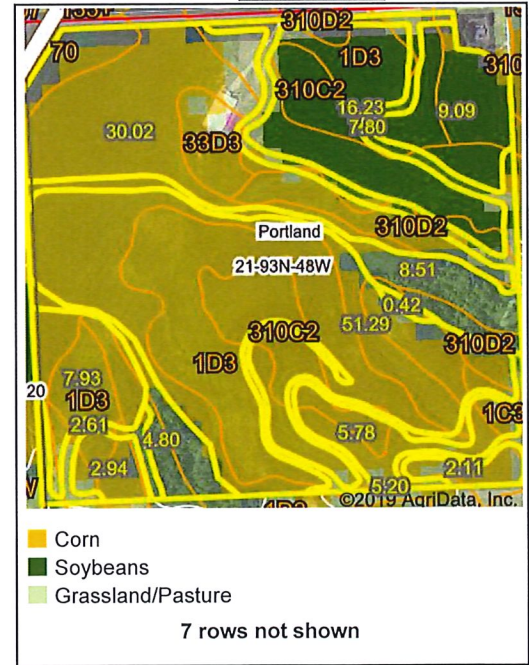 310D2
70
1D3
310
310C2
16.23
9.09
7.80
30.02
33D3
310D2
Portland
21-93N-48W
8.51
0.42
310C2
51.29
310D2
1D3
7.93
20
1D3
1C3
2.61
4.80
5.78
2.94
2.11
5.20
©2019 AgriData, Inc.
Corn
Soybeans
Grassland/Pasture
7 rows not shown